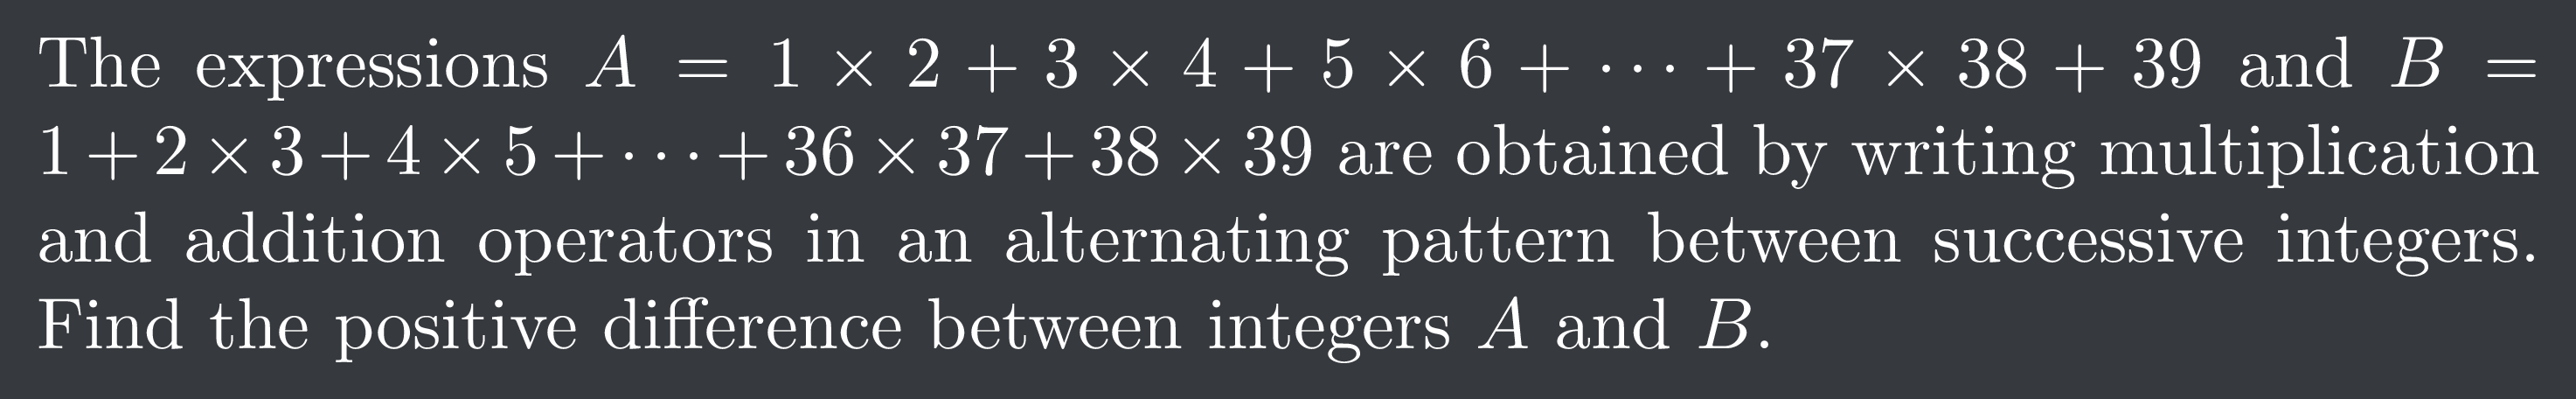 The expressions A = 1 × 2 + 3 × 4 + 5 × 6 + ··· + 37 × 38 + 39 and B =
1 + 2 × 3 + 4 × 5 + ··· + 36 × 37 + 38 × 39 are obtained by writing multiplication
and addition operators in an alternating pattern between successive integers.
Find the positive difference between integers A and B.